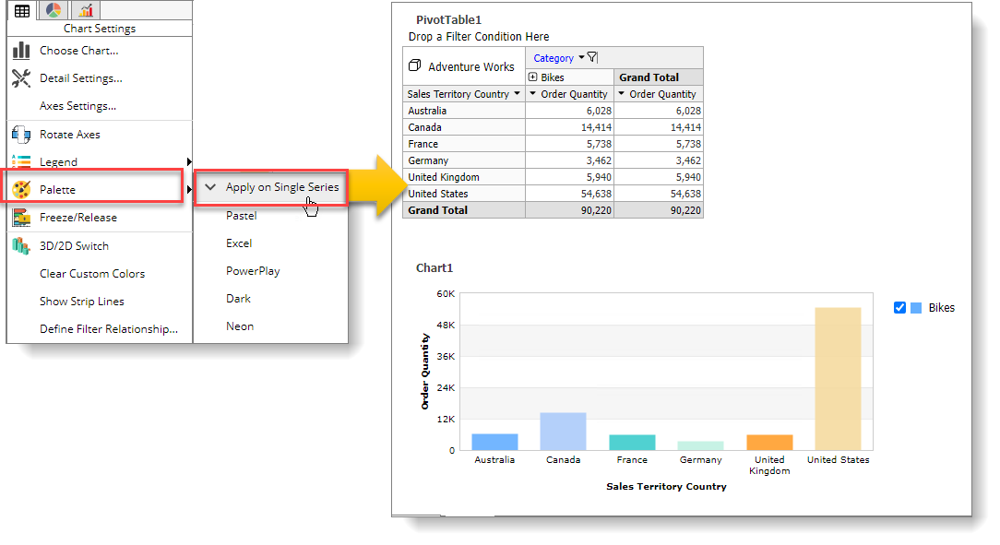 Chart Settings
Choose Chart...
Detail Settings...
Axes Settings...
Rotate Axes
Legend
Palette
Freeze/Release
3D/2D Switch
Clear Custom Colors
Show Strip Lines
Define Filter Relationship...
Apply on Single Series
Pastel
Excel
PowerPlay
Dark
Neon
PivotTable1
Drop a Filter Condition Here
Adventure Works
Category
Bikes Grand Total
Sales Territory Country Order Quantity Order Quantity
Australia 6,028 6,028
Canada 14,414 14,414
France 5,738 5,738
Germany 3,462 3,462
United Kingdom 5,940 5,940
United States 54,638 54,638
Grand Total 90,220 90,220
Chart1
60K
48K
36K
24K
12K
0
Order Quantity
Australia Canada France Germany United Kingdom United States
Sales Territory Country
Bikes